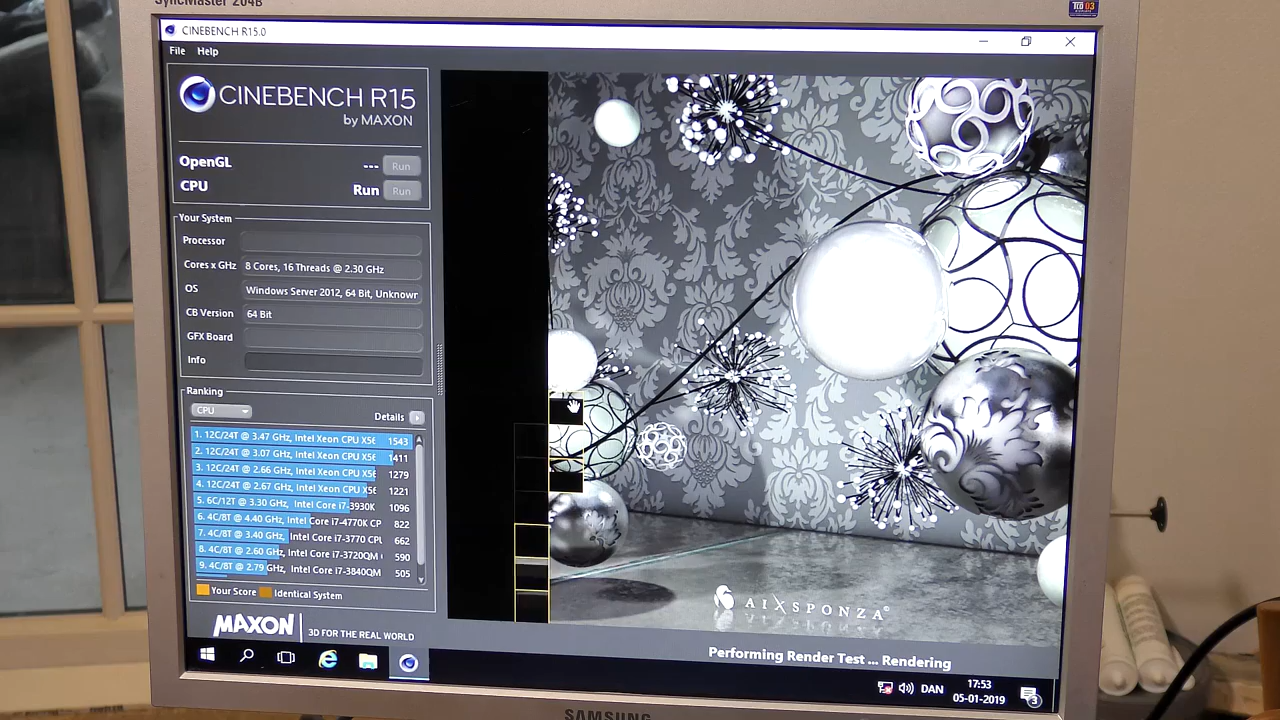 SyncMaster 204B
TCO 03
CINEBENCH R15.0
File Help
CINEBENCH R15
by MAXON
OpenGL --- Run
CPU Run Run
Your System
Processor
Cores x GHz 8 Cores, 16 Threads @ 2.30 GHz
OS Windows Server 2012, 64 Bit, Unknowr
CB Version 64 Bit
GFX Board
Info
Ranking
CPU Details
1. 12C/24T @ 3.47 GHz, Intel Xeon CPU X5€ 1543
2. 12C/24T @ 3.07 GHz, Intel Xeon CPU X5€ 1411
3. 12C/24T @ 2.66 GHz, Intel Xeon CPU X5€ 1279
4. 12C/24T @ 2.67 GHz, Intel Xeon CPU X5€ 1221
5. 6C/12T @ 3.30 GHz, Intel Core i7-3930K 1096
6. 4C/8T @ 4.40 GHz, Intel Core i7-4770K CP 822
7. 4C/8T @ 3.40 GHz, Intel Core i7-3770 CPL 662
8. 4C/8T @ 2.60 GHz, Intel Core i7-3720QM 590
9. 4C/8T @ 2.79 GHz, Intel Core i7-3840QM 505
Your Score Identical System
MAXON 3D FOR THE REAL WORLD
AIXSPONZA©
Performing Render Test ... Rendering
DAN
17:53
05-01-2019
3
SAMSUNG